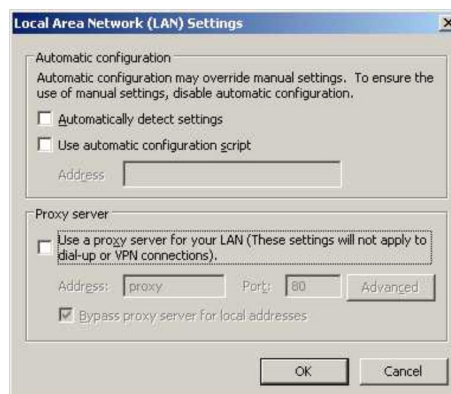 Local Area Network (LAN) Settings
Automatic configuration
Automatic configuration may override manual settings. To ensure the
use of manual settings, disable automatic configuration.
Automatically detect settings
Use automatic configuration script
Address
Proxy server
Use a proxy server for your LAN (These settings will not apply to
dial-up or VPN connections).
Address: proxy Port: 80 Advanced
Bypass proxy server for local addresses
OK Cancel